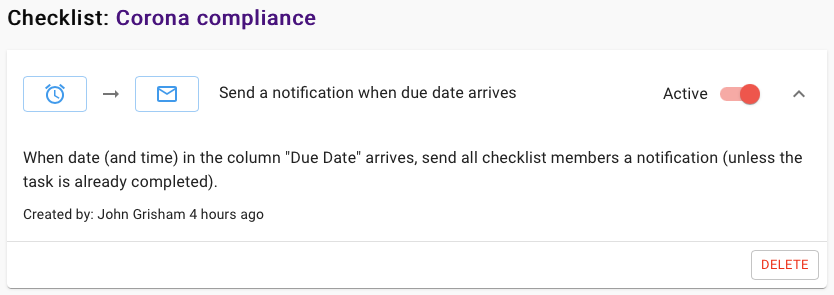 Checklist: Corona compliance
Send a notification when due date arrives
Active
When date (and time) in the column "Due Date" arrives, send all checklist members a notification (unless the
task is already completed).
Created by: John Grisham 4 hours ago
DELETE